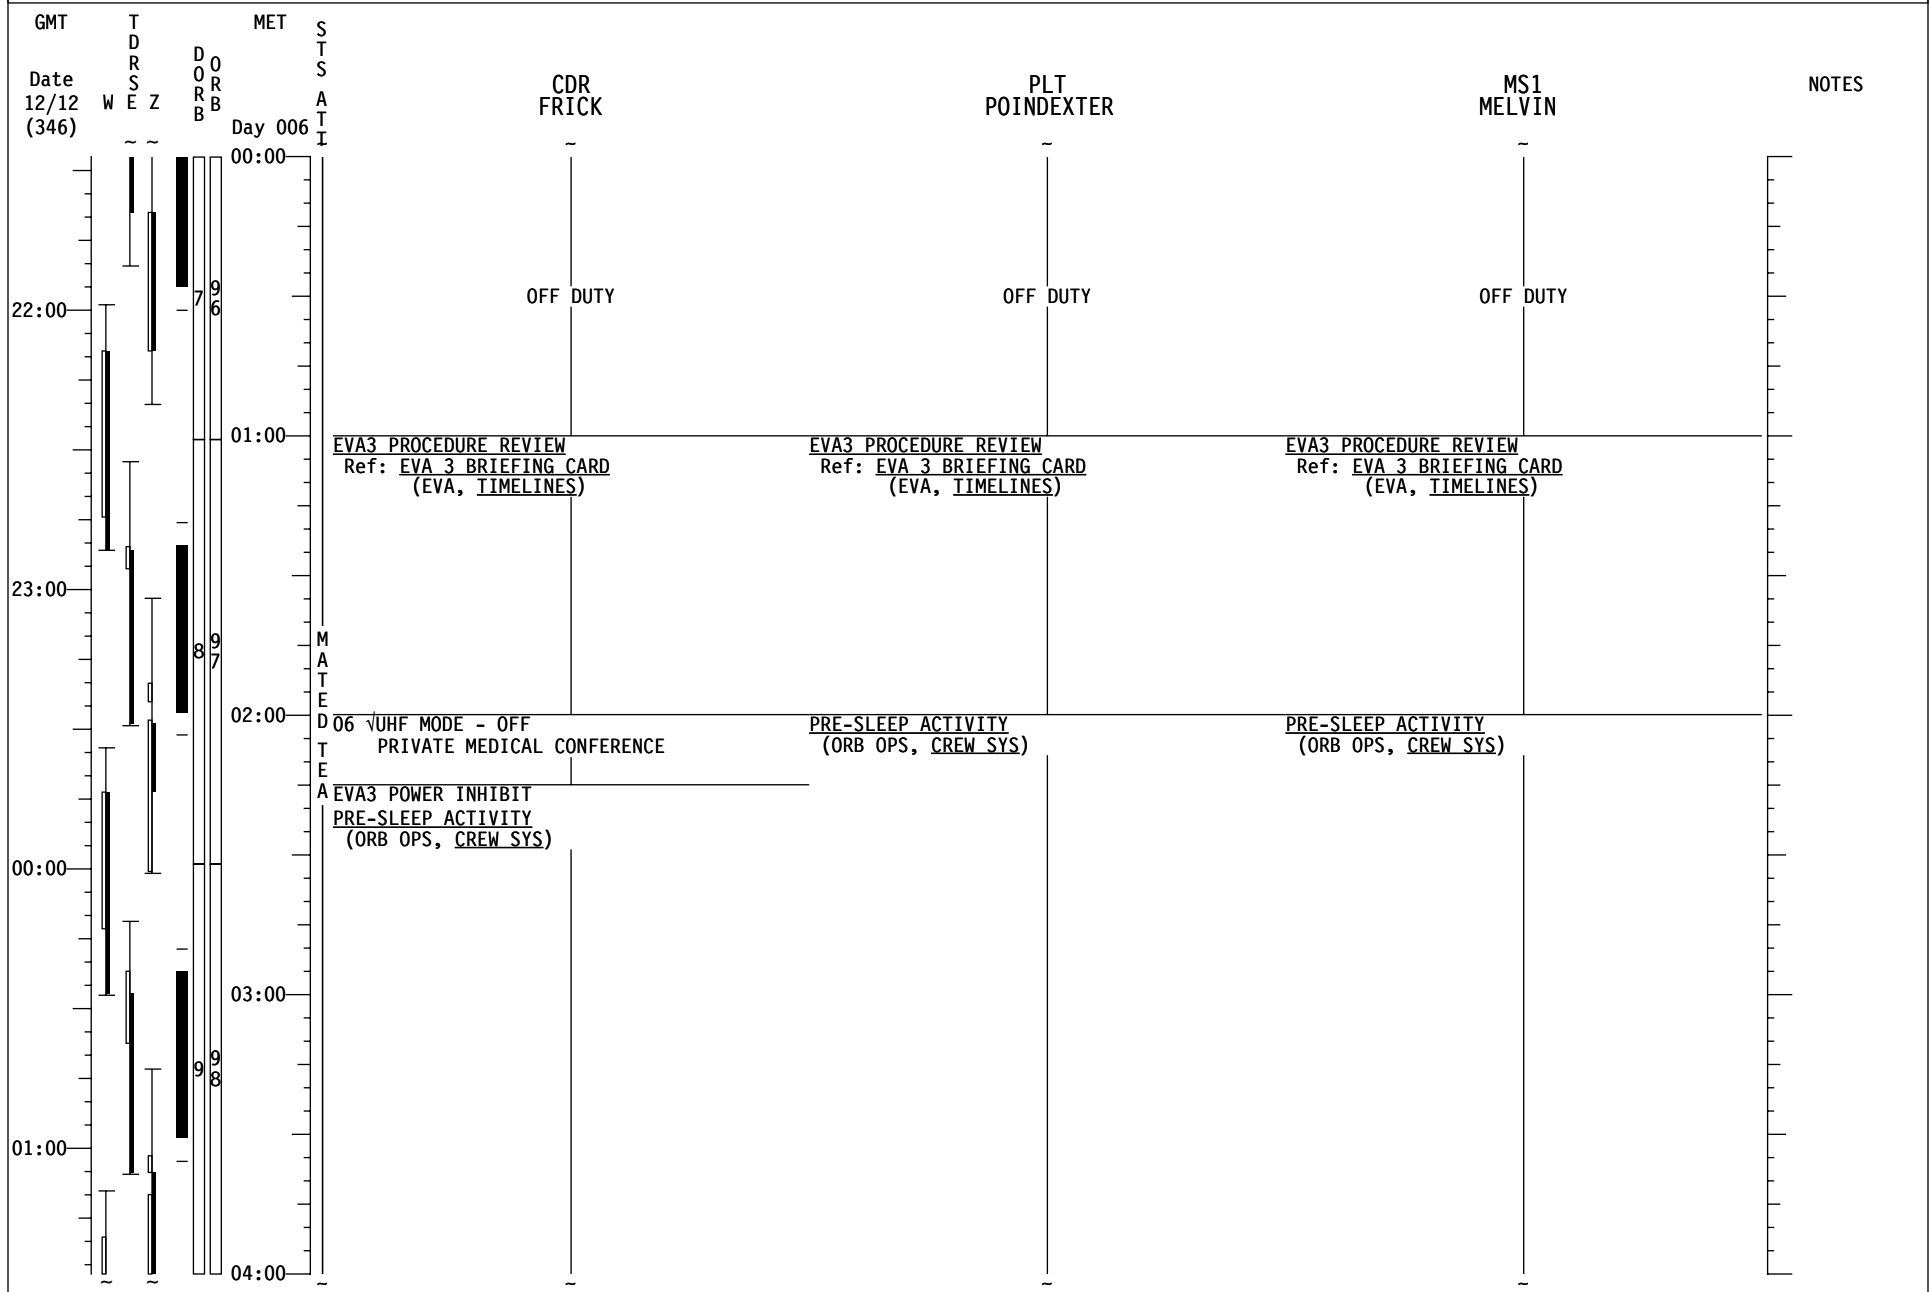 GMT
TDRS
MET
STS ATT
DORB
ORB
Date
12/12
(346)
W E Z
Day 006
CDR
FRICK
PLT
POINDEXTER
MS1
MELVIN
NOTES
~ ~ ~ ~ ~
00:00
OFF DUTY OFF DUTY OFF DUTY
22:00
7
96
01:00
EVA3 PROCEDURE REVIEW
Ref: EVA 3 BRIEFING CARD
(EVA, TIMELINES)
EVA3 PROCEDURE REVIEW
Ref: EVA 3 BRIEFING CARD
(EVA, TIMELINES)
EVA3 PROCEDURE REVIEW
Ref: EVA 3 BRIEFING CARD
(EVA, TIMELINES)
23:00
8
97
MATED TEA
02:00
06 √UHF MODE - OFF
PRIVATE MEDICAL CONFERENCE
PRE-SLEEP ACTIVITY
(ORB OPS, CREW SYS)
PRE-SLEEP ACTIVITY
(ORB OPS, CREW SYS)
EVA3 POWER INHIBIT
PRE-SLEEP ACTIVITY
(ORB OPS, CREW SYS)
00:00
03:00
9
98
01:00
04:00
~ ~ ~ ~ ~ ~